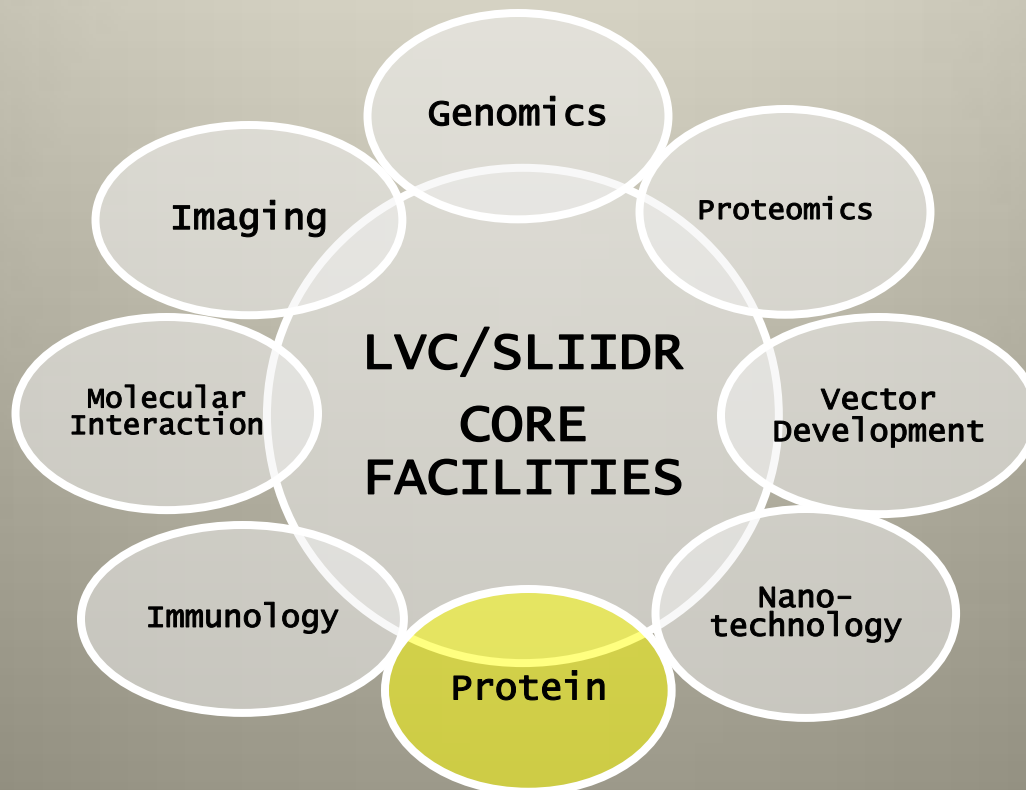 Genomics
Imaging
Proteomics
LVC/SLIIDR
CORE
FACILITIES
Molecular
Interaction
Vector
Development
Immunology
Nano-
technology
Protein